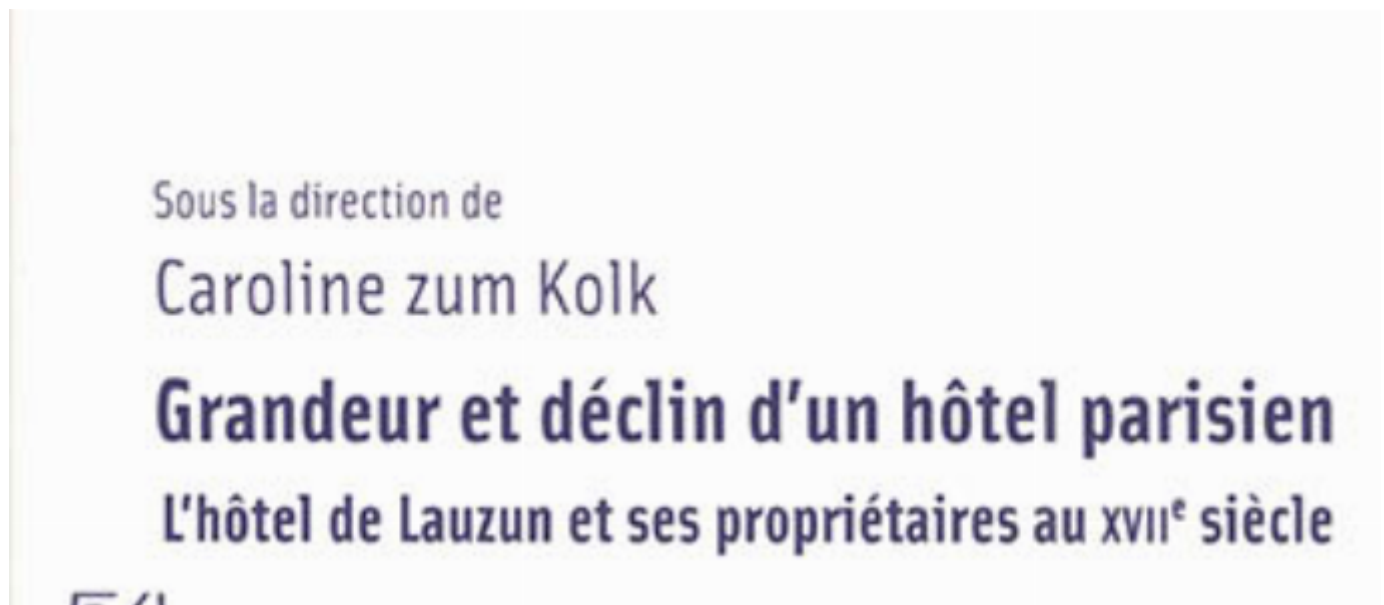 Sous la direction de
Caroline zum Kolk
Grandeur et déclin d'un hôtel parisien
L'hôtel de Lauzun et ses propriétaires au XVIIe siècle